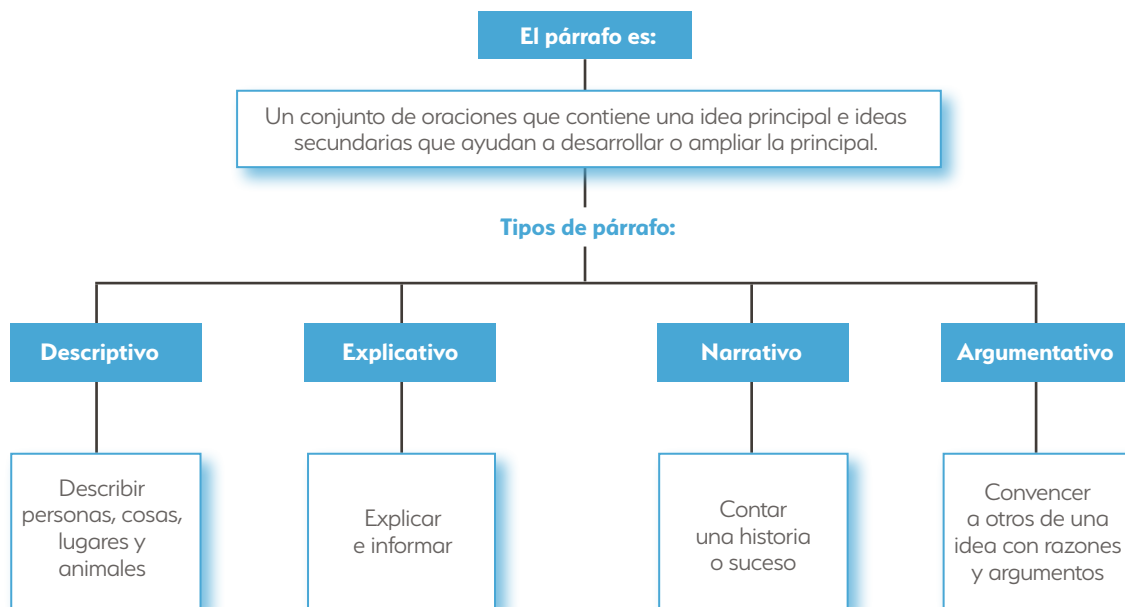 El párrafo es:
Un conjunto de oraciones que contiene una idea principal e ideas
secundarias que ayudan a desarrollar o ampliar la principal.
Tipos de párrafo:
Descriptivo
Explicativo
Narrativo
Argumentativo
Describir
personas, cosas,
lugares y
animales
Explicar
e informar
Contar
una historia
o suceso
Convencer
a otros de una
idea con razones
y argumentos